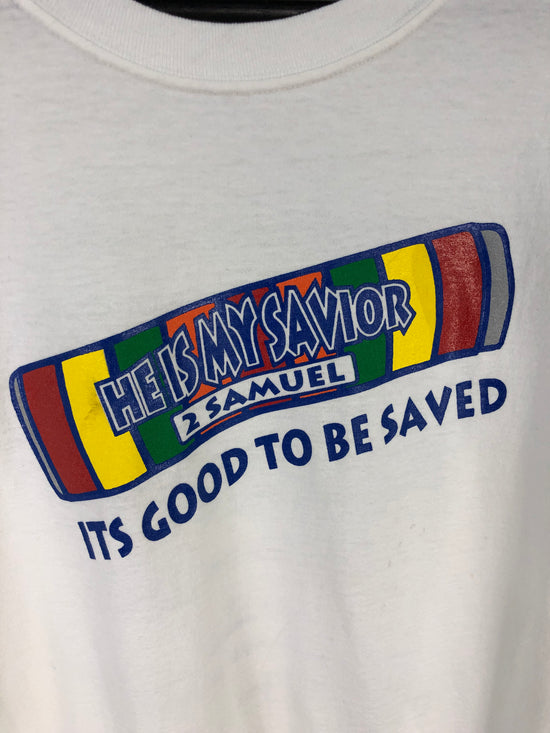 HE IS MY SAVIOR
2 SAMUEL
ITS GOOD TO BE SAVED